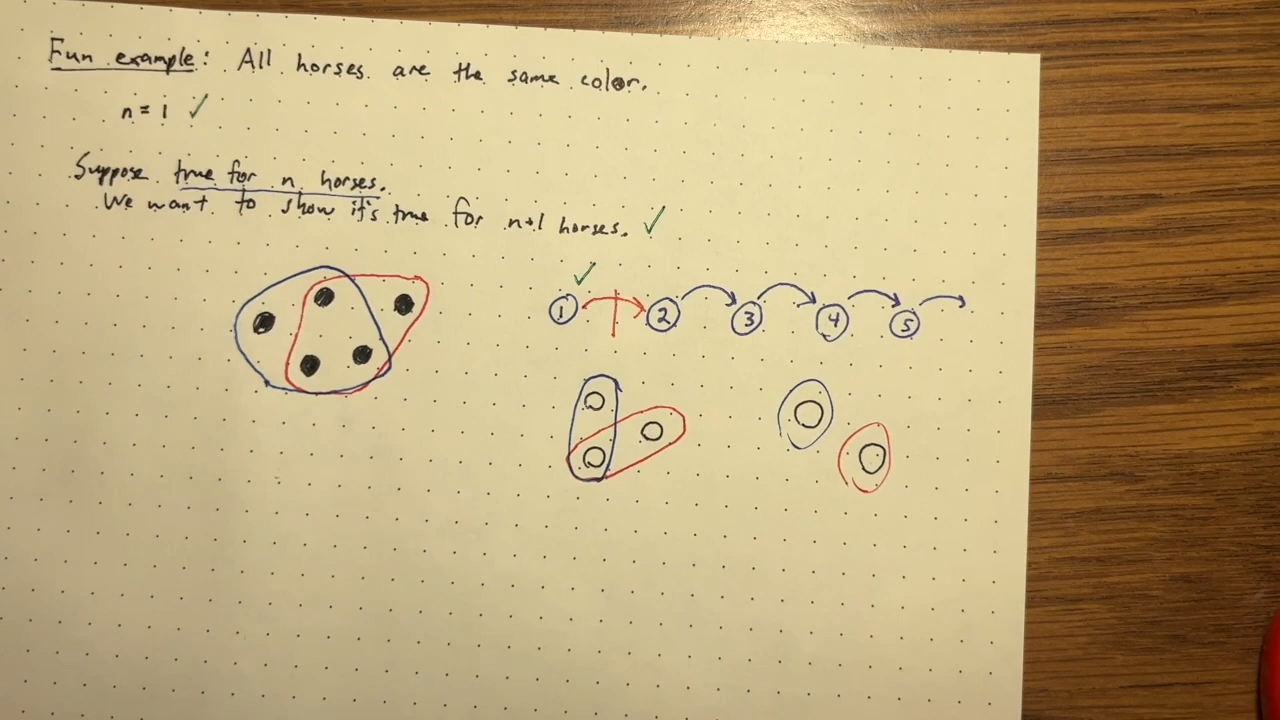 Fun example: All horses are the same color.
n = 1 ✓
Suppose true for n horses.
We want to show it's true for n+1 horses. ✓
✓
1 2 3 4 5